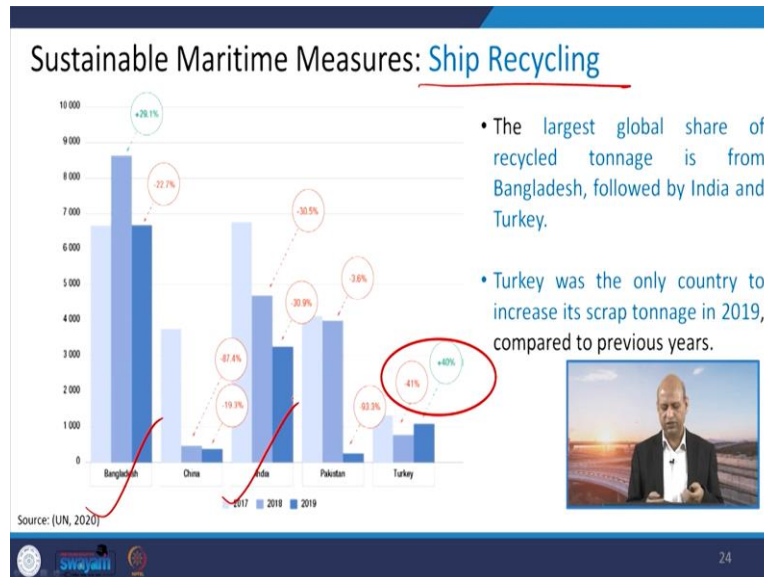 Sustainable Maritime Measures: Ship Recycling
10 000
9 000
8 000
7 000
6 000
5 000
4 000
3 000
2 000
1 000
0
+29.1%
-22.7%
-87.4%
-19.3%
-30.5%
-30.9%
-3.6%
-93.3%
-41%
+40%
Bangladesh China India Pakistan Turkey
2017 2018 2019
• The largest global share of
recycled tonnage is from
Bangladesh, followed by India and
Turkey.
• Turkey was the only country to
increase its scrap tonnage in 2019,
compared to previous years.
Source: (UN, 2020)
swayam
24